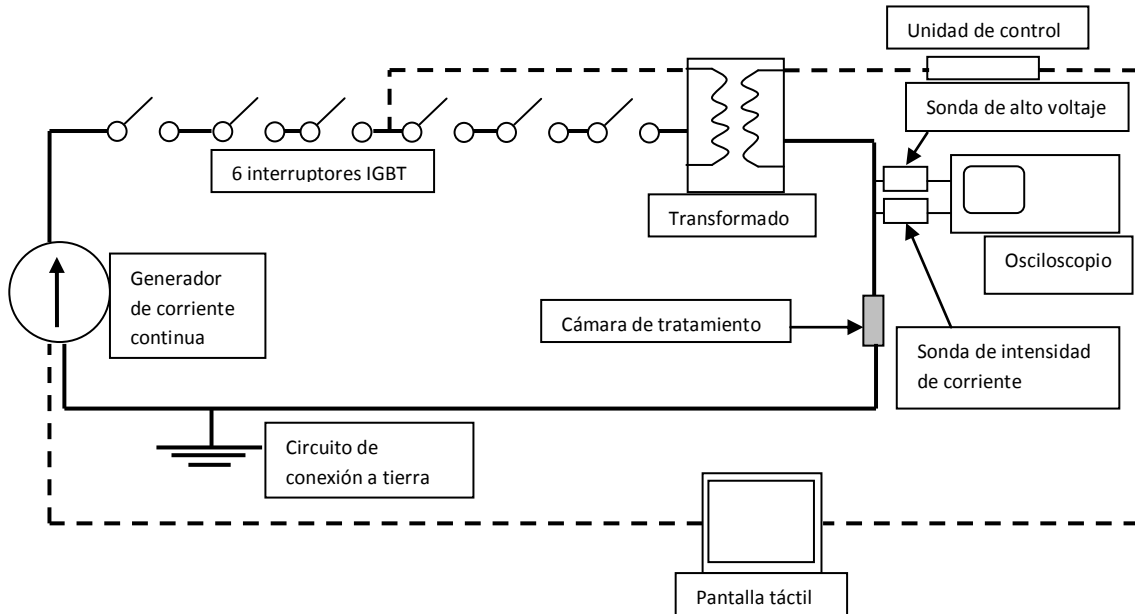 Unidad de control
Sonda de alto voltaje
6 interruptores IGBT
Transformado
Osciloscopio
Generador
de corriente
continua
Cámara de tratamiento
Sonda de intensidad
de corriente
Circuito de
conexión a tierra
Pantalla táctil